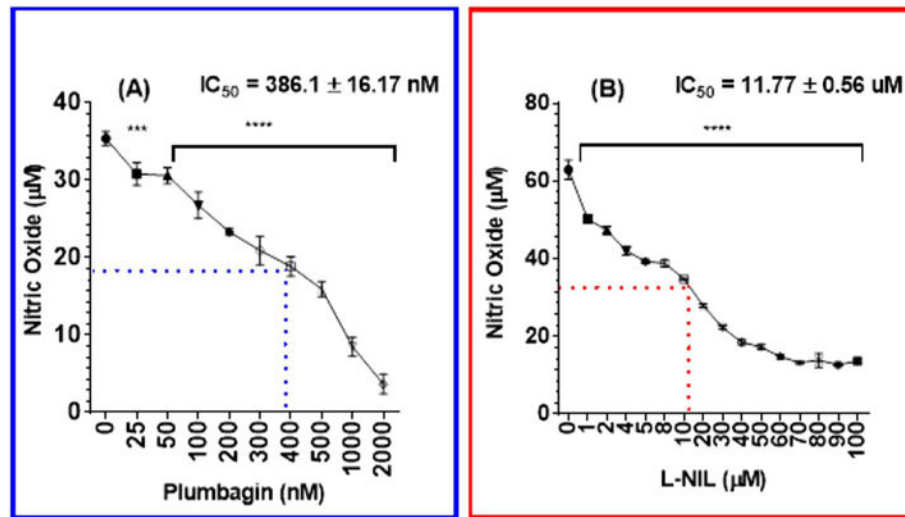 (A) IC50 = 386.1 ± 16.17 nM
*** ****
40
30
20
10
0
Nitric Oxide (µM)
0 25 50 100 200 300 400 500 1000 2000
Plumbagin (nM)
(B) IC50 = 11.77 ± 0.56 uM
****
80
60
40
20
0
Nitric Oxide (µM)
0 1 2 4 5 8 10 20 30 40 50 60 70 80 90 100
L-NIL (µM)